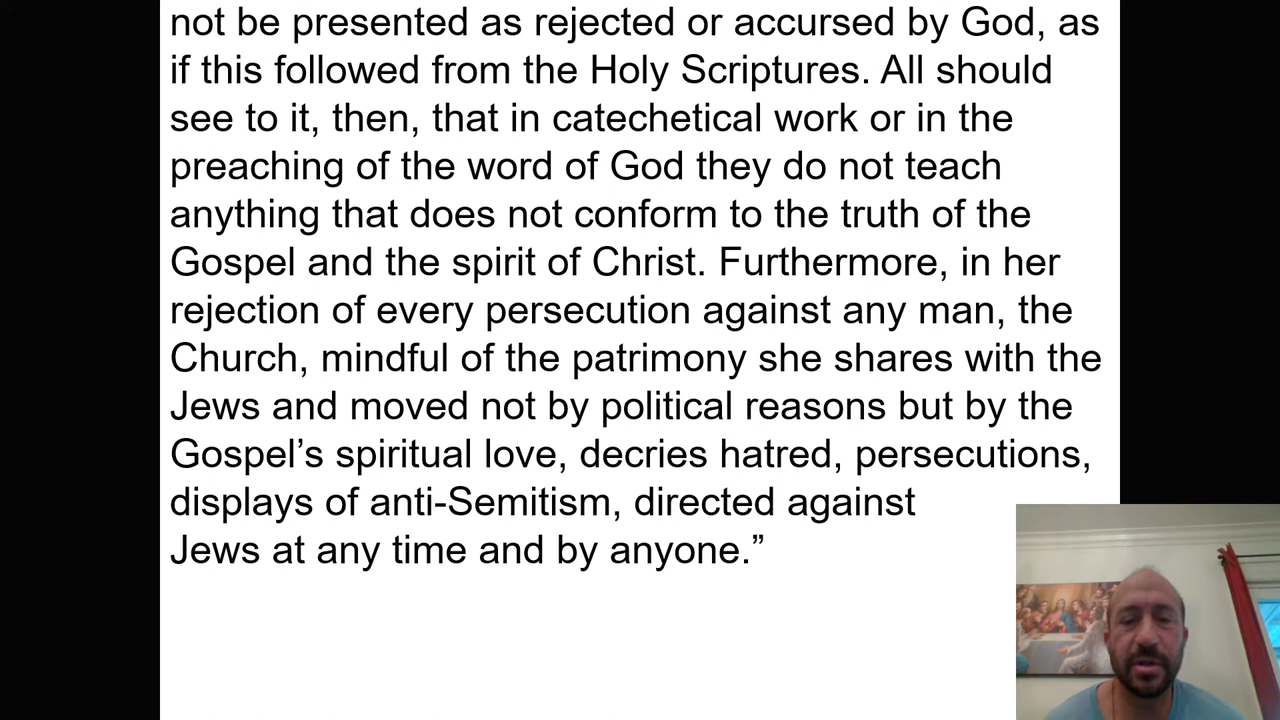 not be presented as rejected or accursed by God, as
if this followed from the Holy Scriptures. All should
see to it, then, that in catechetical work or in the
preaching of the word of God they do not teach
anything that does not conform to the truth of the
Gospel and the spirit of Christ. Furthermore, in her
rejection of every persecution against any man, the
Church, mindful of the patrimony she shares with the
Jews and moved not by political reasons but by the
Gospel’s spiritual love, decries hatred, persecutions,
displays of anti-Semitism, directed against
Jews at any time and by anyone.”